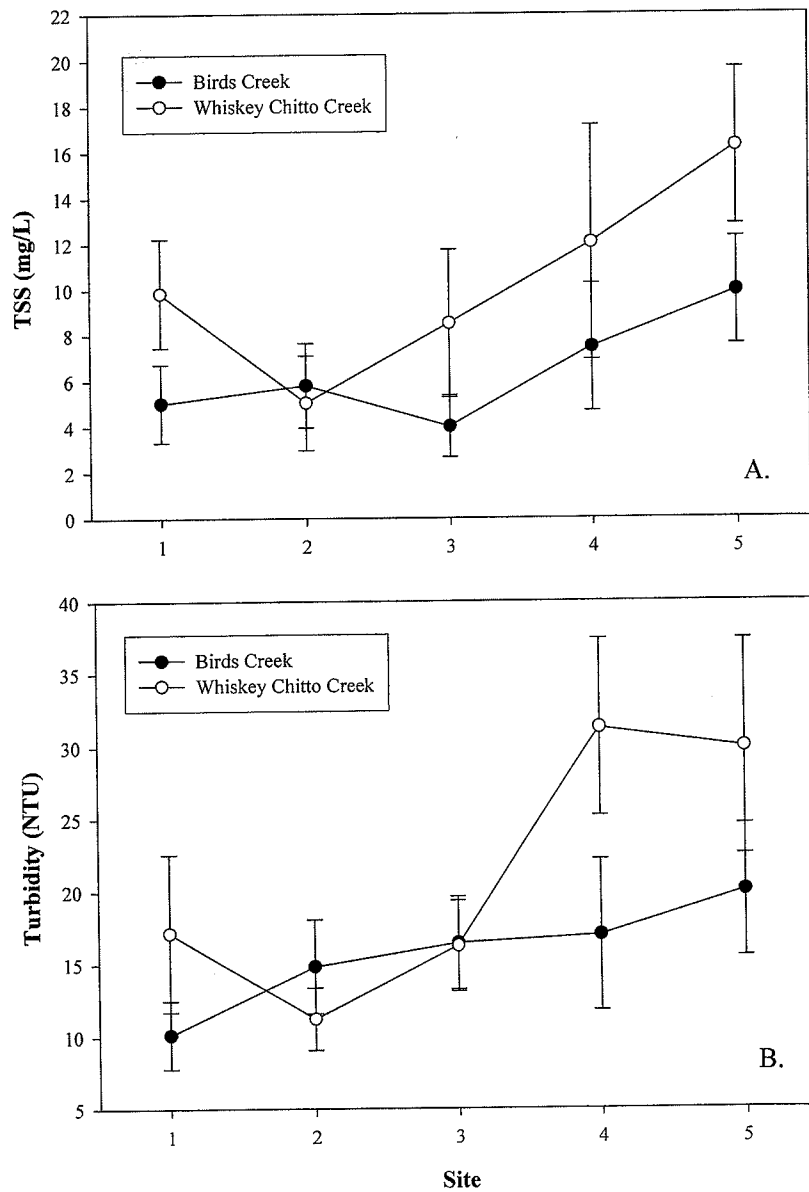 22
20
18
16
14
12
10
8
6
4
2
0
TSS (mg/L)
Birds Creek
Whiskey Chitto Creek
A.
1 2 3 4 5
40
35
30
25
20
15
10
5
Turbidity (NTU)
Birds Creek
Whiskey Chitto Creek
B.
1 2 3 4 5
Site